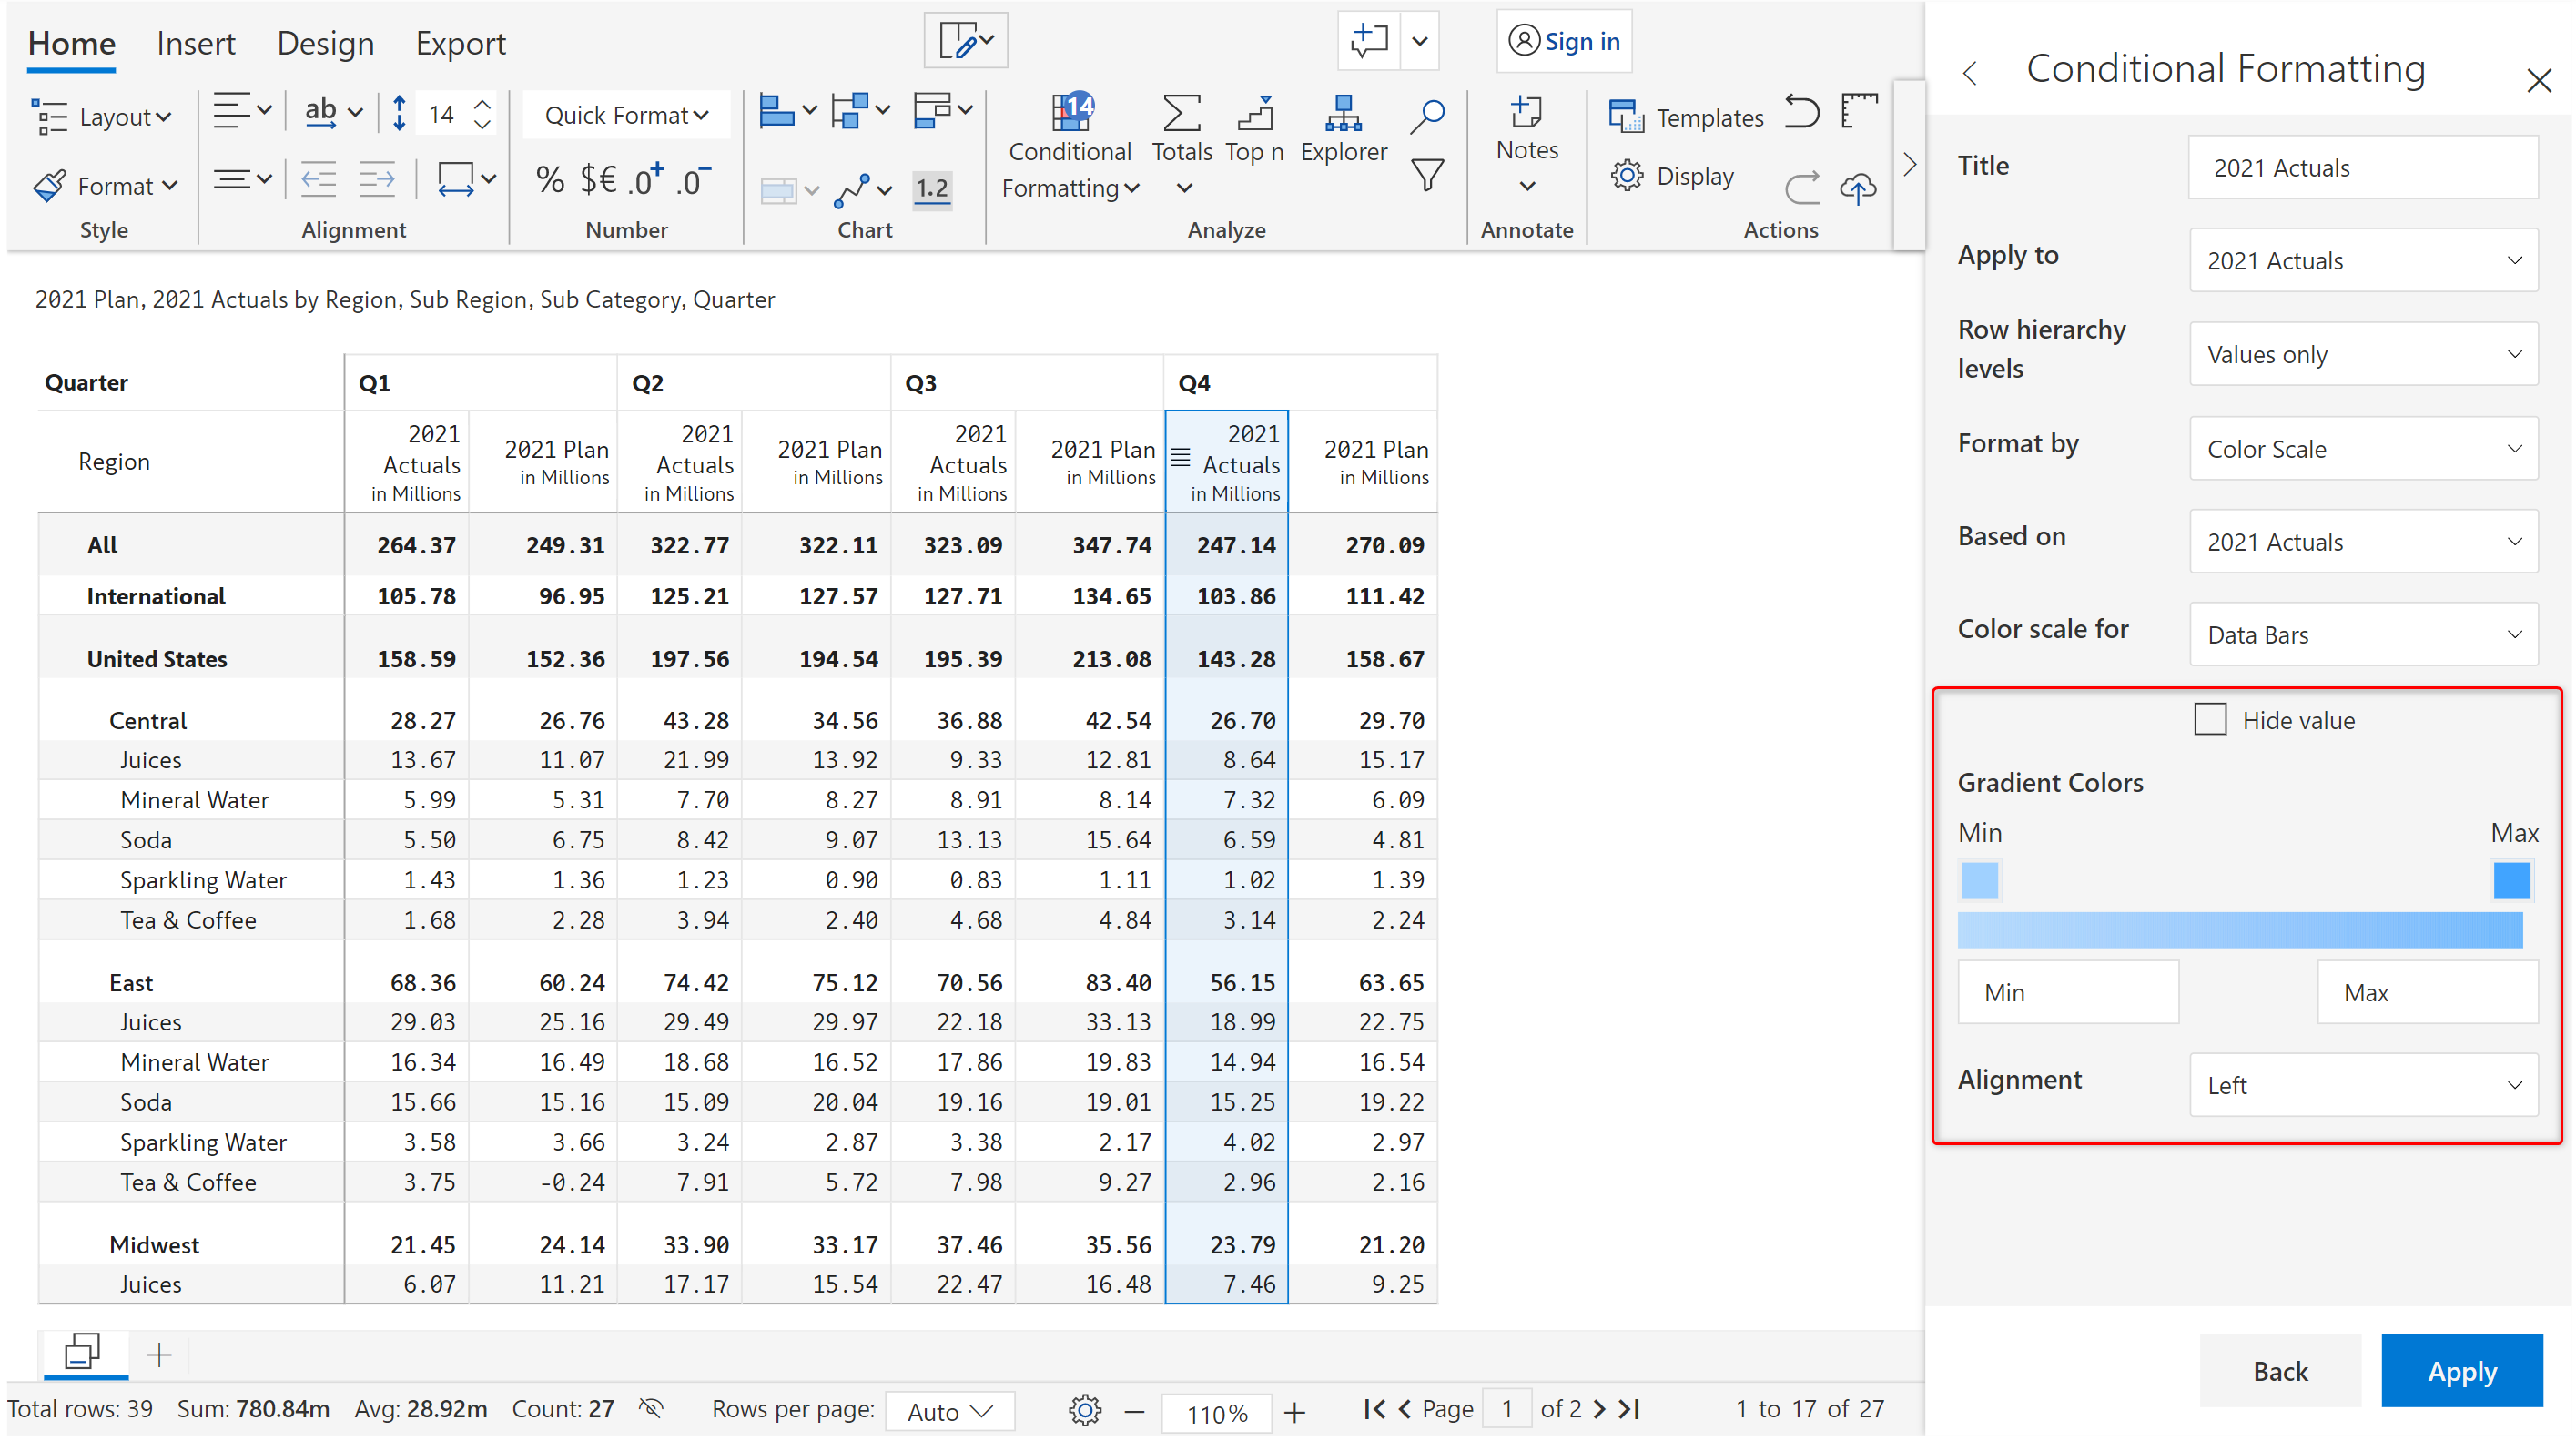 Home Insert Design Export
Sign in
Layout
ab
14
Quick Format
14
Conditional Formatting
Totals
Top n
Explorer
Notes
Templates
Format
% $€ .0+ .0-
1.2
Display
Style
Alignment
Number
Chart
Analyze
Annotate
Actions
2021 Plan, 2021 Actuals by Region, Sub Region, Sub Category, Quarter
Quarter Q1 Q2 Q3 Q4
Region 2021 Actuals in Millions 2021 Plan in Millions 2021 Actuals in Millions 2021 Plan in Millions 2021 Actuals in Millions 2021 Plan in Millions 2021 Actuals in Millions 2021 Plan in Millions
All 264.37 249.31 322.77 322.11 323.09 347.74 247.14 270.09
International 105.78 96.95 125.21 127.57 127.71 134.65 103.86 111.42
United States 158.59 152.36 197.56 194.54 195.39 213.08 143.28 158.67
Central 28.27 26.76 43.28 34.56 36.88 42.54 26.70 29.70
Juices 13.67 11.07 21.99 13.92 9.33 12.81 8.64 15.17
Mineral Water 5.99 5.31 7.70 8.27 8.91 8.14 7.32 6.09
Soda 5.50 6.75 8.42 9.07 13.13 15.64 6.59 4.81
Sparkling Water 1.43 1.36 1.23 0.90 0.83 1.11 1.02 1.39
Tea & Coffee 1.68 2.28 3.94 2.40 4.68 4.84 3.14 2.24
East 68.36 60.24 74.42 75.12 70.56 83.40 56.15 63.65
Juices 29.03 25.16 29.49 29.97 22.18 33.13 18.99 22.75
Mineral Water 16.34 16.49 18.68 16.52 17.86 19.83 14.94 16.54
Soda 15.66 15.16 15.09 20.04 19.16 19.01 15.25 19.22
Sparkling Water 3.58 3.66 3.24 2.87 3.38 2.17 4.02 2.97
Tea & Coffee 3.75 -0.24 7.91 5.72 7.98 9.27 2.96 2.16
Midwest 21.45 24.14 33.90 33.17 37.46 35.56 23.79 21.20
Juices 6.07 11.21 17.17 15.54 22.47 16.48 7.46 9.25
Total rows: 39 Sum: 780.84m Avg: 28.92m Count: 27 Rows per page: Auto 110% Page 1 of 2 1 to 17 of 27
Conditional Formatting
Title 2021 Actuals
Apply to 2021 Actuals
Row hierarchy levels Values only
Format by Color Scale
Based on 2021 Actuals
Color scale for Data Bars
Hide value
Gradient Colors
Min Max
Min Max
Alignment Left
Back Apply